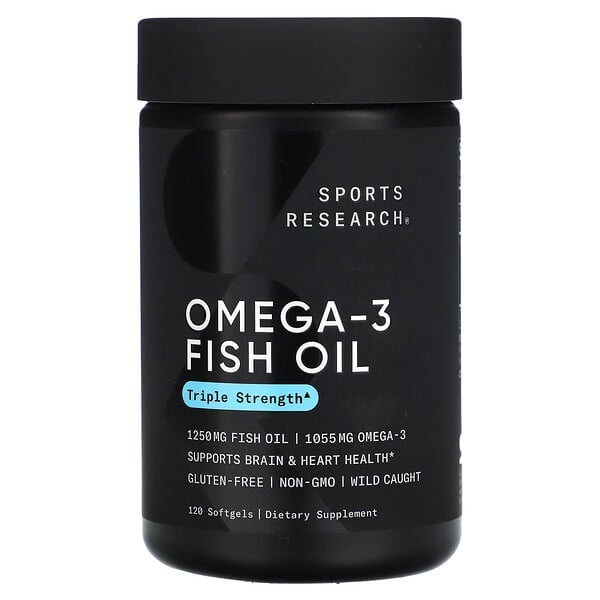 SPORTS
RESEARCH®
OMEGA-3
FISH OIL
Triple Strength▲
1250MG FISH OIL | 1055MG OMEGA-3
SUPPORTS BRAIN & HEART HEALTH*
GLUTEN-FREE | NON-GMO | WILD CAUGHT
120 Softgels | Dietary Supplement